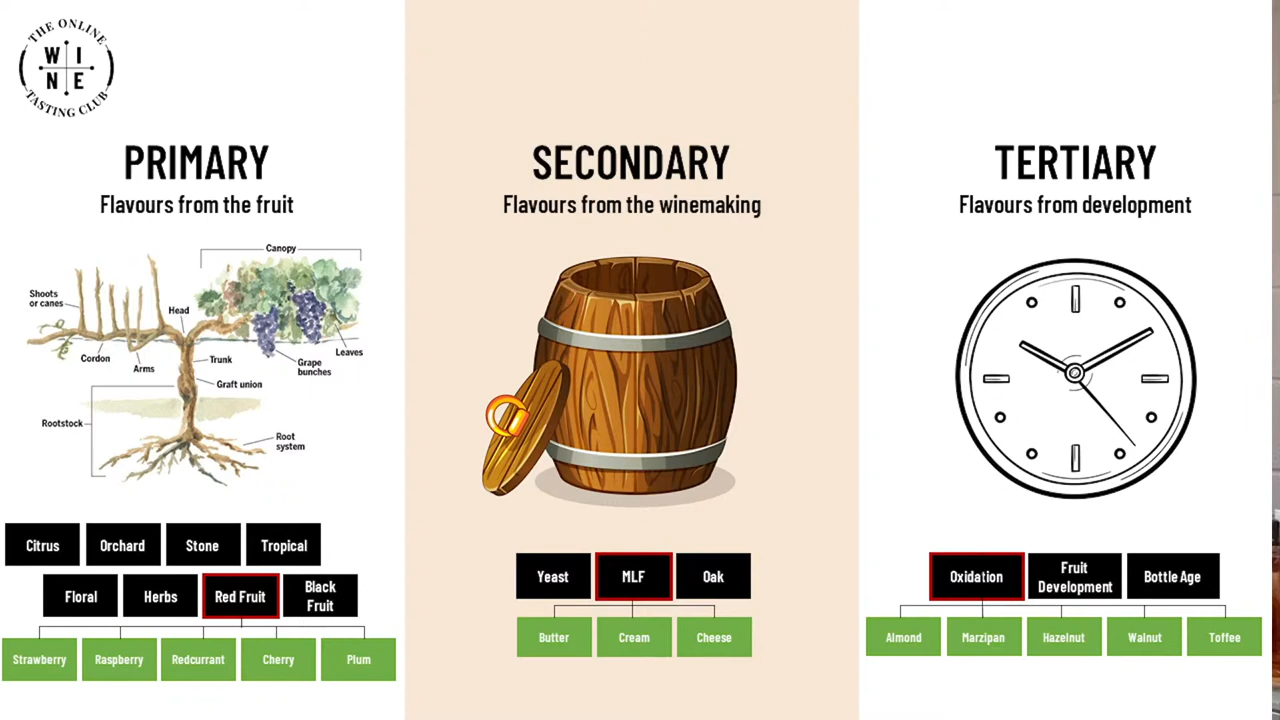 THE ONLINE
W I
N E
TASTING CLUB
PRIMARY
Flavours from the fruit
Canopy
Shoots
or canes
Head
Cordon
Arms
Trunk
Graft union
Grape
bunches
Leaves
Rootstock
Root
system
Citrus
Orchard
Stone
Tropical
Floral
Herbs
Red Fruit
Black
Fruit
Strawberry
Raspberry
Redcurrant
Cherry
Plum
SECONDARY
Flavours from the winemaking
Yeast
MLF
Oak
Butter
Cream
Cheese
TERTIARY
Flavours from development
Oxidation
Fruit
Development
Bottle Age
Almond
Marzipan
Hazelnut
Walnut
Toffee